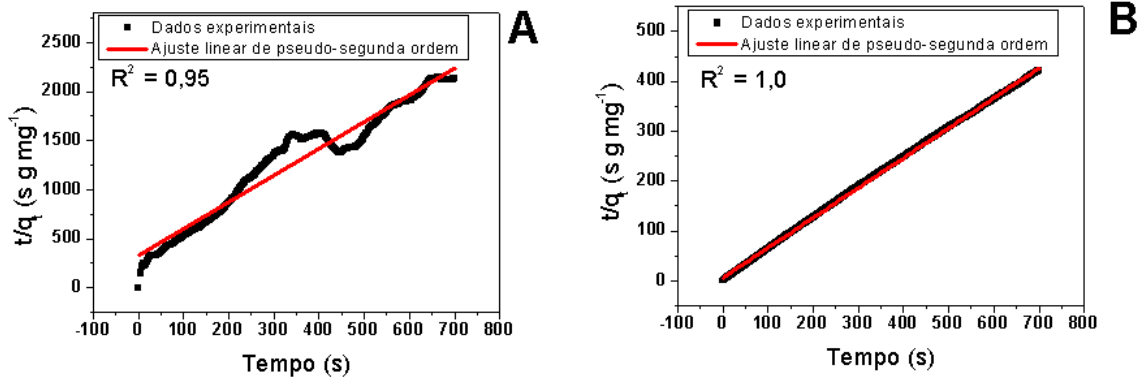 A
Dados experimentais
Ajuste linear de pseudo-segunda ordem
R² = 0,95
2500
2000
1500
1000
500
0
t/qₜ (s g mg⁻¹)
-100 0 100 200 300 400 500 600 700 800
Tempo (s)
B
Dados experimentais
Ajuste linear de pseudo-segunda ordem
R² = 1,0
500
400
300
200
100
0
t/qₜ (s g mg⁻¹)
-100 0 100 200 300 400 500 600 700 800
Tempo (s)